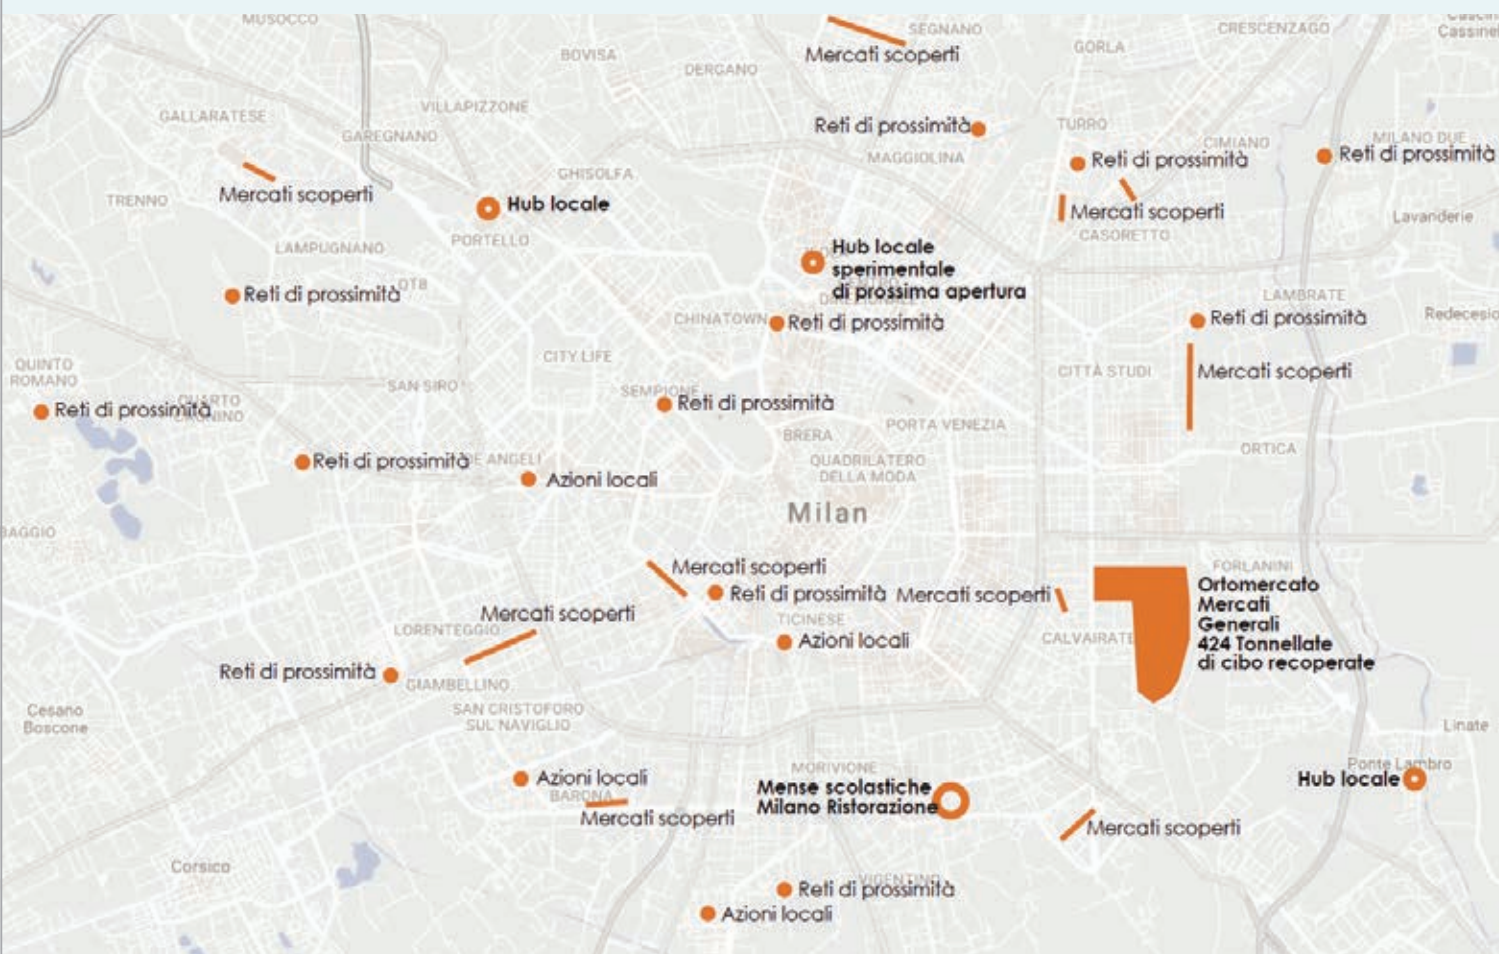 MUSOCCO
SEGNANO
CRESCENZAGO
Mercati scoperti
BOVISA
GORLA
DERGANO
VILLAPIZZONE
GALLARATESE
GAREGNANO
Reti di prossimità
TURRO
MAGGIOLINA
CIMIANO
MILANO DUE
Reti di prossimità
Reti di prossimità
GHISOLFA
Mercati scoperti
TRENNO
Hub locale
Mercati scoperti
Lavanderie
PORTELLO
CASORETTO
LAMPUGNANO
Hub locale
sperimentale
di prossima apertura
QT8
Reti di prossimità
LAMBRATE
CHINATOWN
Reti di prossimità
Reti di prossimità
Redecesio
CITY LIFE
QUINTO
ROMANO
SAN SIRO
SEMPIONE
CITTÀ STUDI
Mercati scoperti
Reti di prossimità
Reti di prossimità
BRERA
PORTA VENEZIA
ORTICA
Reti di prossimità
DE ANGELI
QUADRILATERO
DELLA MODA
Azioni locali
Milan
BAGGIO
Mercati scoperti
FORLANINI
Reti di prossimità
Mercati scoperti
Ortomercato
Mercati
Generali
424 Tonnellate
di cibo recoperate
Mercati scoperti
TICINESE
LORENTEGGIO
Azioni locali
CALVAIRATE
Reti di prossimità
GIAMBELLINO
Cesano
Boscone
SAN CRISTOFORO
SUL NAVIGLIO
Linate
Azioni locali
MORIVIONE
Ponte Lambro
Hub locale
BARONA
Mense scolastiche
Milano Ristorazione
Mercati scoperti
Mercati scoperti
Corsico
VIGENTINO
Reti di prossimità
Azioni locali